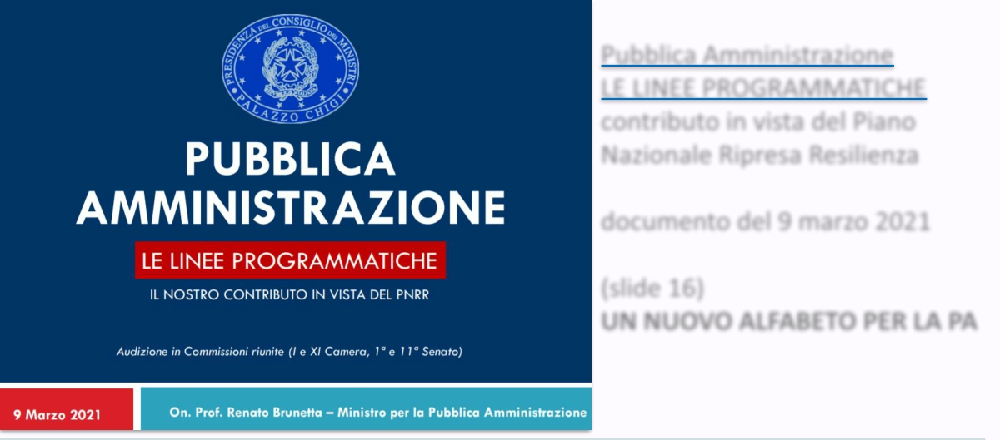 PRESIDENZA DEL CONSIGLIO DEI MINISTRI
PALAZZO CHIGI
PUBBLICA
AMMINISTRAZIONE
LE LINEE PROGRAMMATICHE
IL NOSTRO CONTRIBUTO IN VISTA DEL PNRR
Audizione in Commissioni riunite (I e XI Camera, 1ª e 11ª Senato)
9 Marzo 2021
On. Prof. Renato Brunetta – Ministro per la Pubblica Amministrazione
Pubblica Amministrazione
LE LINEE PROGRAMMATICHE
contributo in vista del Piano
Nazionale Ripresa Resilienza
documento del 9 marzo 2021
(slide 16)
UN NUOVO ALFABETO PER LA PA